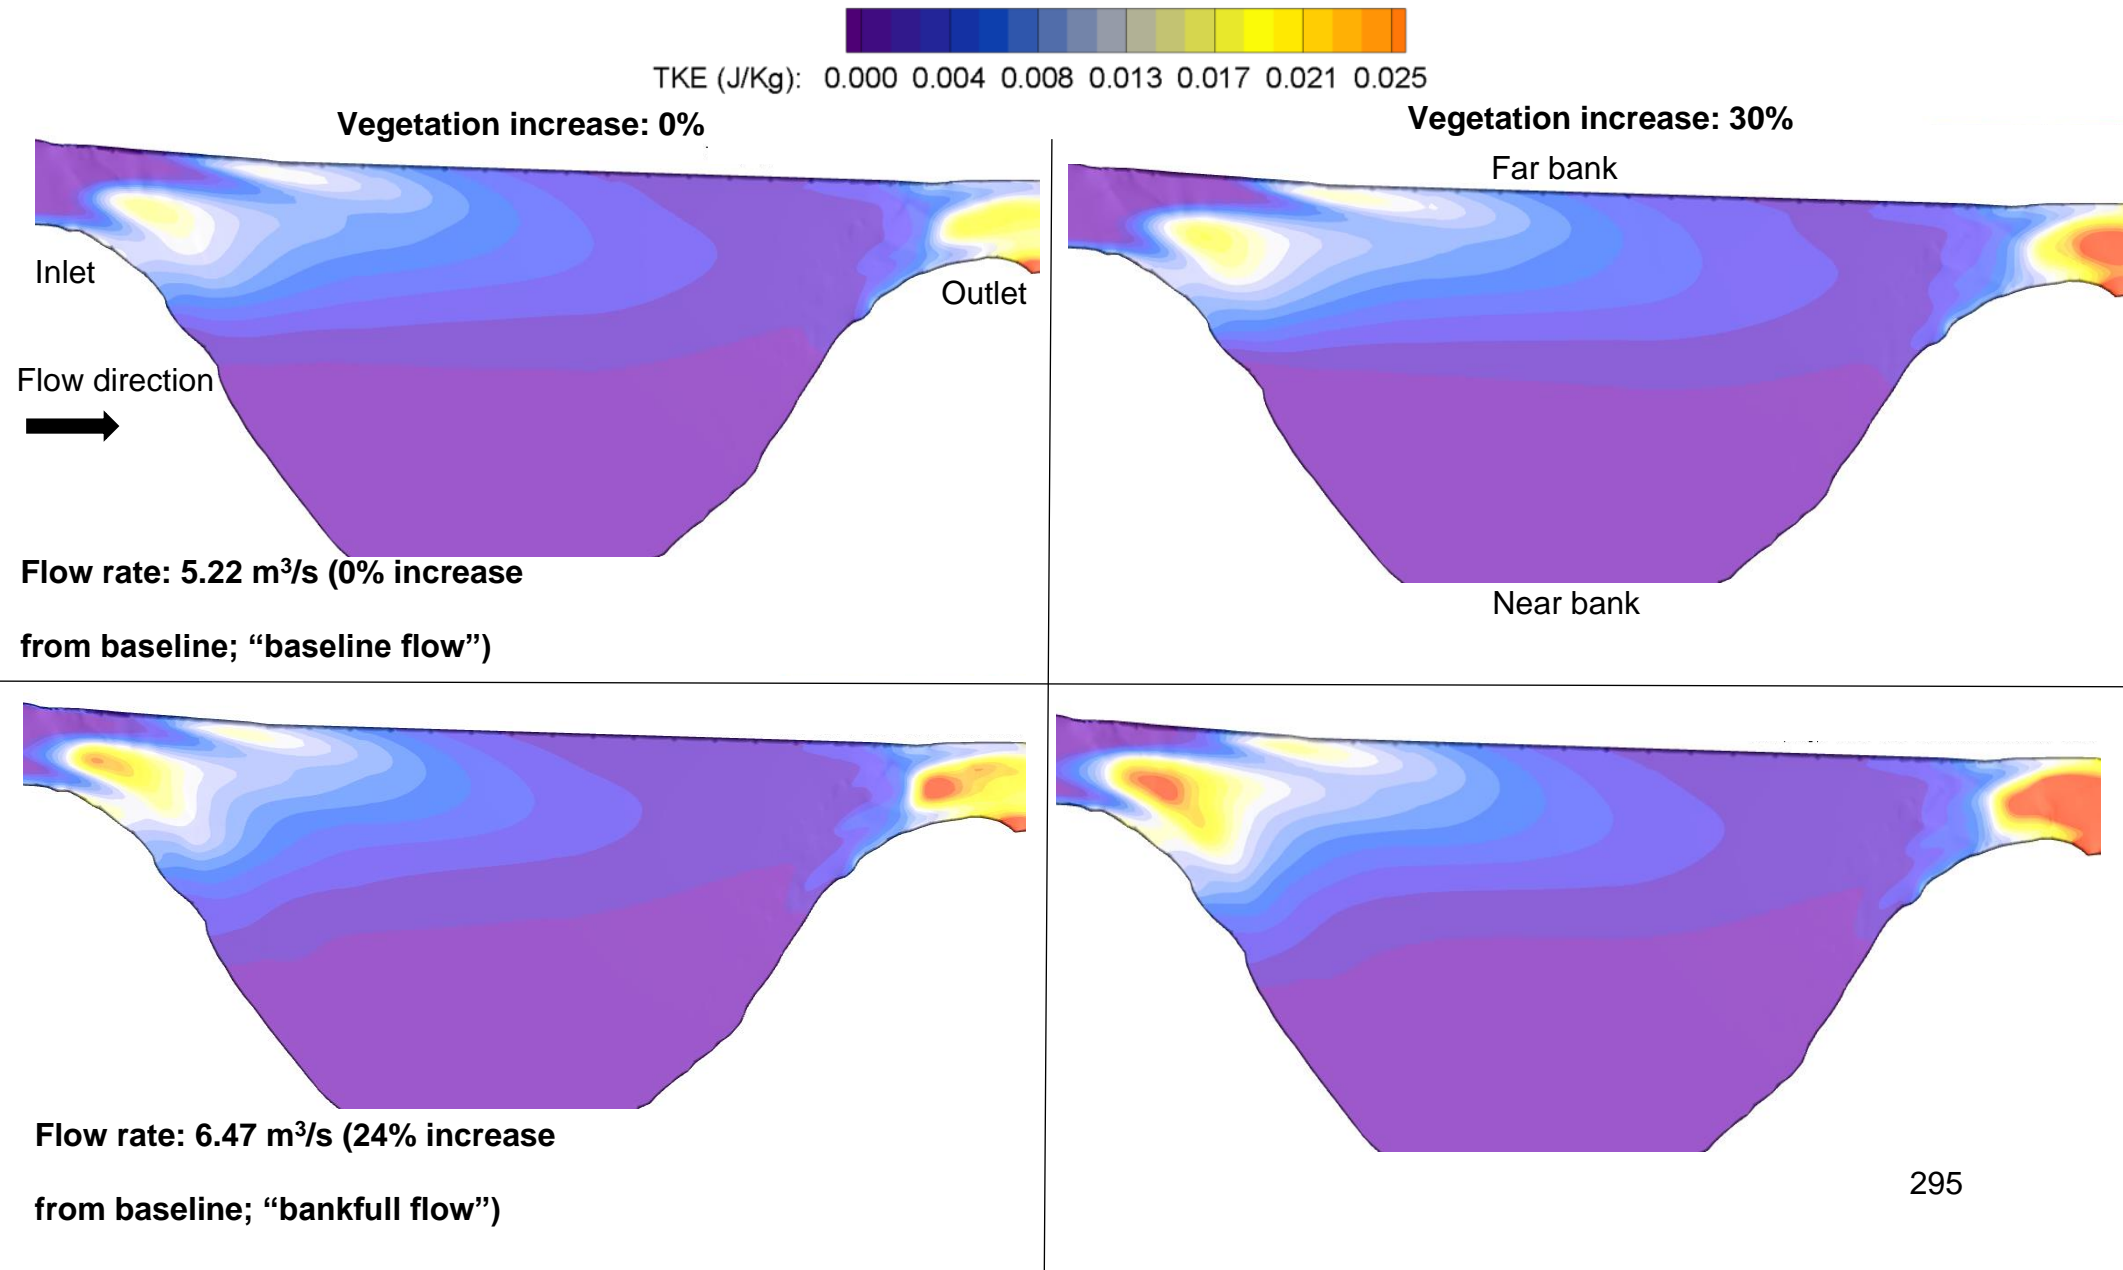 TKE (J/Kg): 0.000 0.004 0.008 0.013 0.017 0.021 0.025
Vegetation increase: 0%
Vegetation increase: 30%
Far bank
Inlet
Outlet
Flow direction
Flow rate: 5.22 m³/s (0% increase
from baseline; “baseline flow”)
Near bank
Flow rate: 6.47 m³/s (24% increase
from baseline; “bankfull flow”)
295